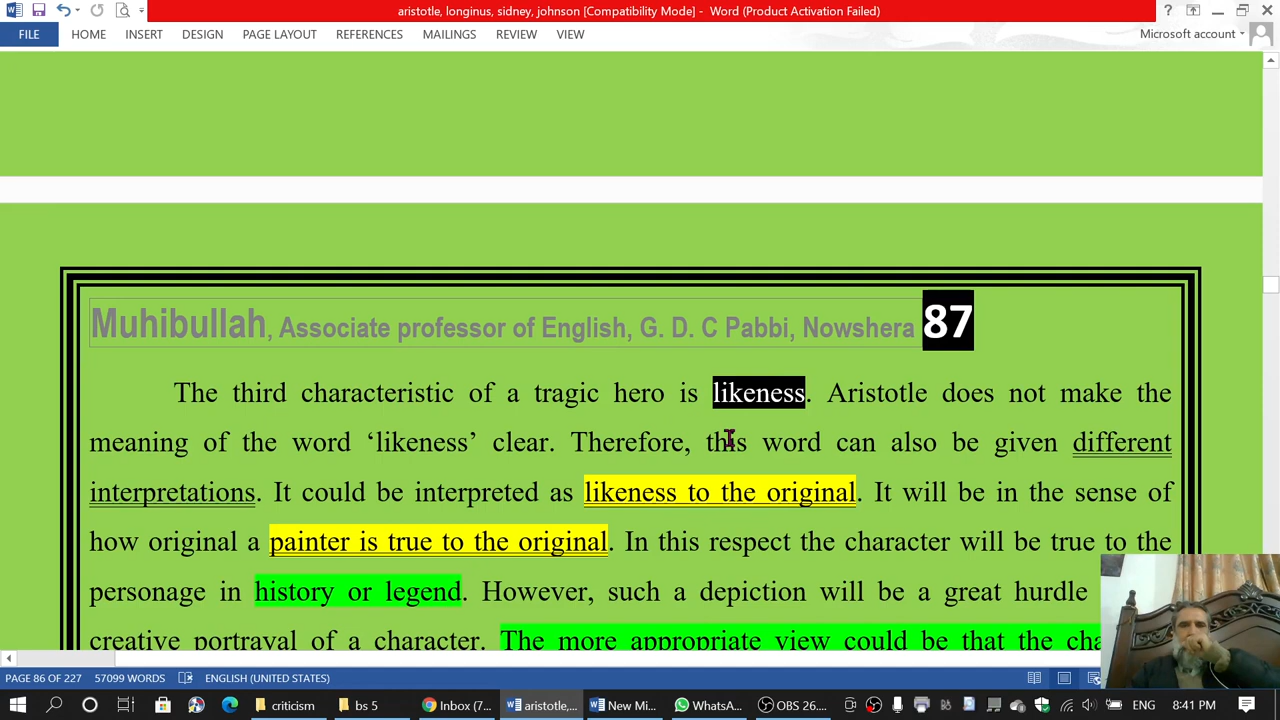 aristotle, longinus, sidney, johnson [Compatibility Mode] - Word (Product Activation Failed)
FILE HOME INSERT DESIGN PAGE LAYOUT REFERENCES MAILINGS REVIEW VIEW Microsoft account
Muhibullah, Associate professor of English, G. D. C Pabbi, Nowshera 87
The third characteristic of a tragic hero is likeness. Aristotle does not make the
meaning of the word ‘likeness’ clear. Therefore, this word can also be given different
interpretations. It could be interpreted as likeness to the original. It will be in the sense of
how original a painter is true to the original. In this respect the character will be true to the
personage in history or legend. However, such a depiction will be a great hurdle
creative portrayal of a character. The more appropriate view could be that the
PAGE 86 OF 227 57099 WORDS ENGLISH (UNITED STATES)
criticism bs 5 Inbox (7... aristotle,... New Mi... WhatsA... OBS 26.... ENG 8:41 PM